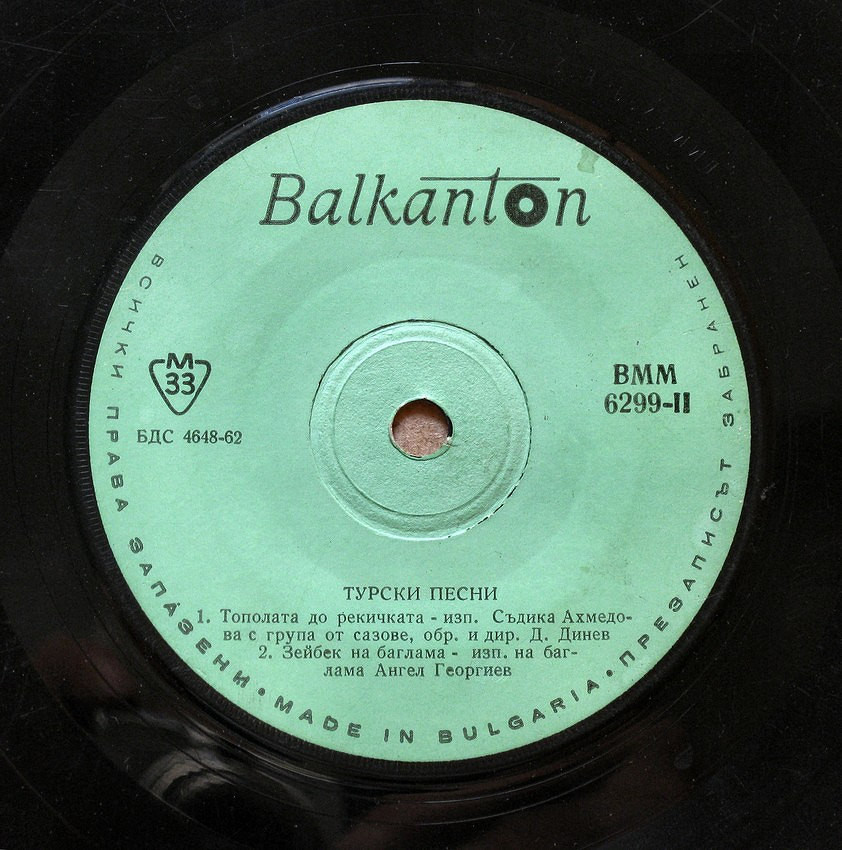 Balkanton
M
33
БДС 4648-62
ВММ
6299-II
ТУРСКИ ПЕСНИ
1. Тополата до рекичката - изп. Съдика Ахмедо-
ва с група от сазове, обр. и дир. Д. Динев
2. Зейбек на баглама - изп. на баг-
лама Ангел Георгиев
ВСИЧКИ ПРАВА ЗАПАЗЕНИ • MADE IN BULGARIA • ПРЕЗАПИСЪТ ЗАБРАНЕН